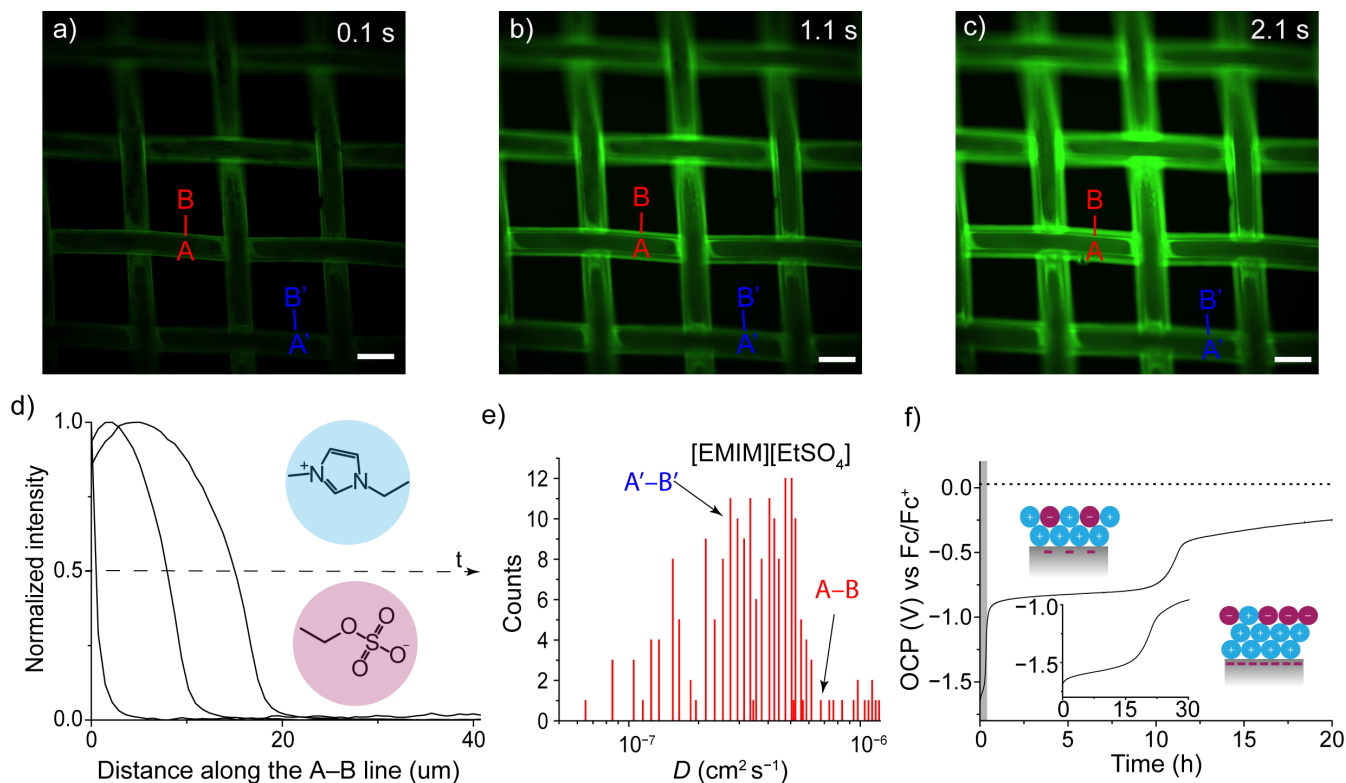 a)
0.1 s
B
A
B'
A'
b)
1.1 s
B
A
B'
A'
c)
2.1 s
B
A
B'
A'
d)
1.0
0.5
0.0
Normalized intensity
0
20
40
Distance along the A–B line (um)
t
N
+
N
O
O
S
O
O⁻
e)
[EMIM][EtSO₄]
A'–B'
A–B
12
10
8
6
4
2
0
Counts
10⁻⁷
10⁻⁶
D (cm² s⁻¹)
f)
0.0
−0.5
−1.0
−1.5
OCP (V) vs Fc/Fc⁺
0
5
10
15
20
Time (h)
−1.0
−1.5
0
15
30
+ − + − +
+ + + +
− − −
− + − − −
+ + + +
+ + + +
− − − − − − − − −